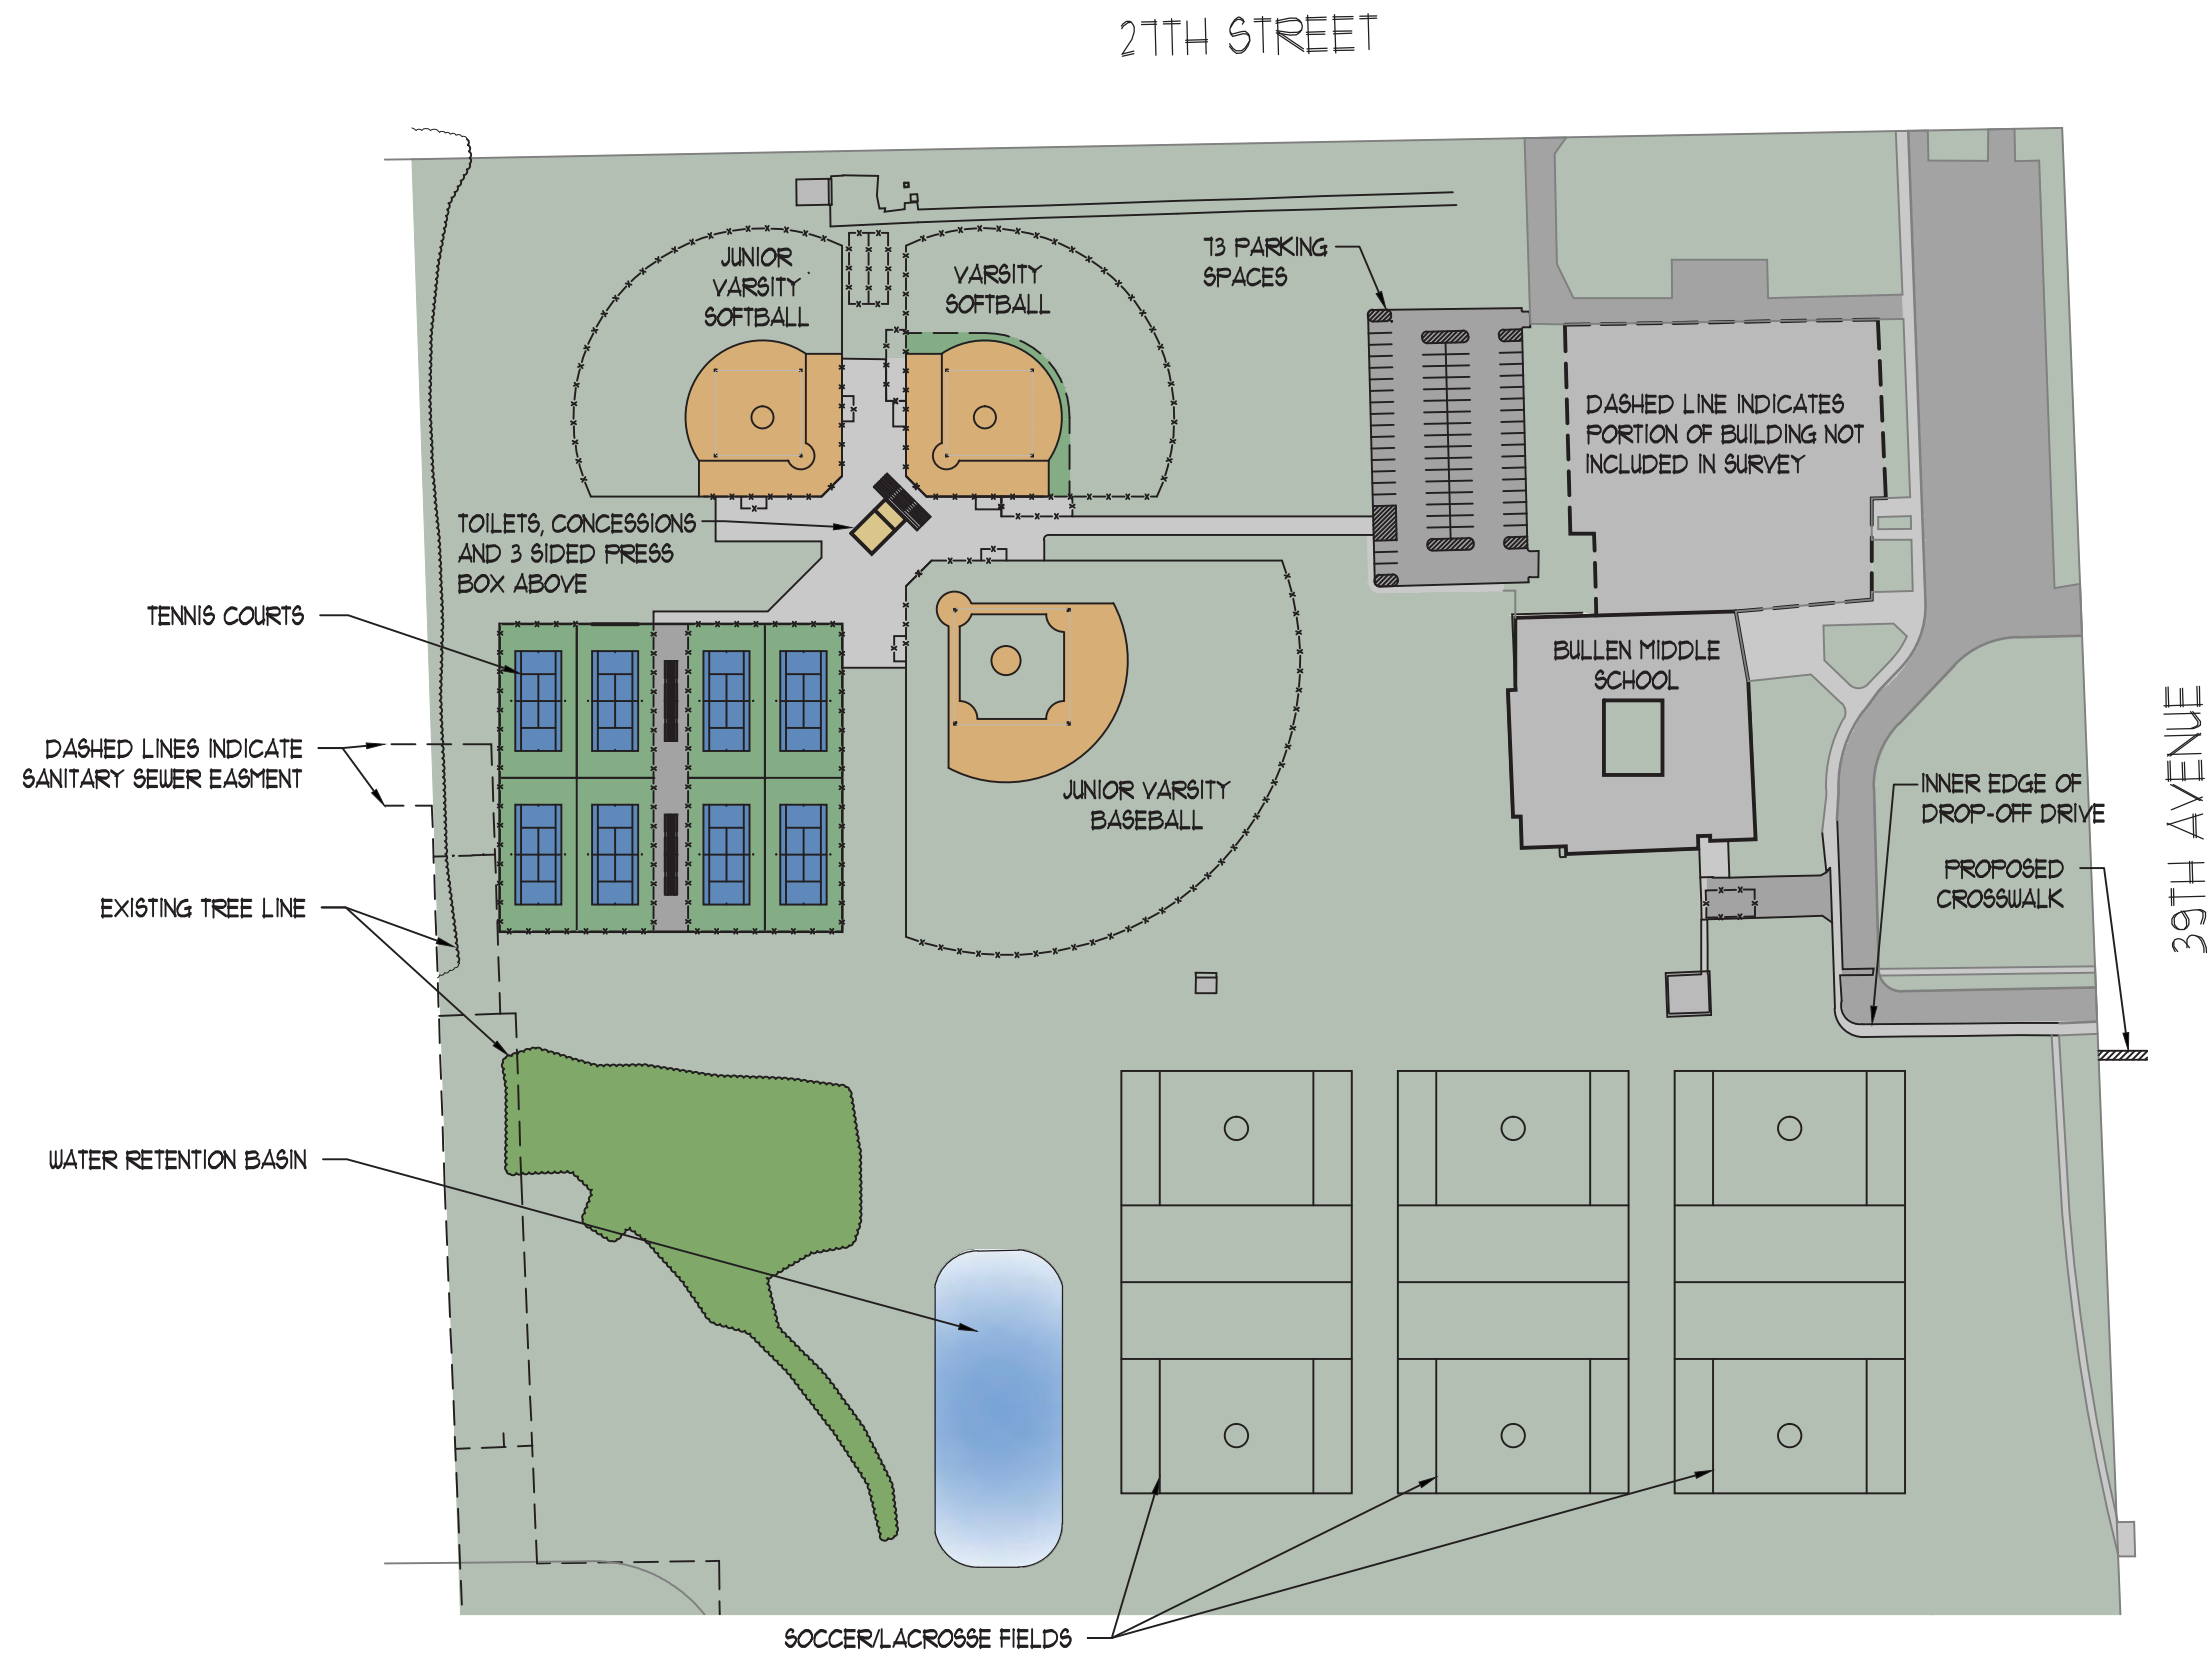 27TH STREET
JUNIOR
VARSITY
SOFTBALL
VARSITY
SOFTBALL
73 PARKING
SPACES
DASHED LINE INDICATES
PORTION OF BUILDING NOT
INCLUDED IN SURVEY
TOILETS, CONCESSIONS
AND 3 SIDED PRESS
BOX ABOVE
TENNIS COURTS
BULLEN MIDDLE
SCHOOL
DASHED LINES INDICATE
SANITARY SEWER EASMENT
JUNIOR VARSITY
BASEBALL
INNER EDGE OF
DROP-OFF DRIVE
39TH AVENUE
PROPOSED
CROSSWALK
EXISTING TREE LINE
WATER RETENTION BASIN
SOCCER/LACROSSE FIELDS